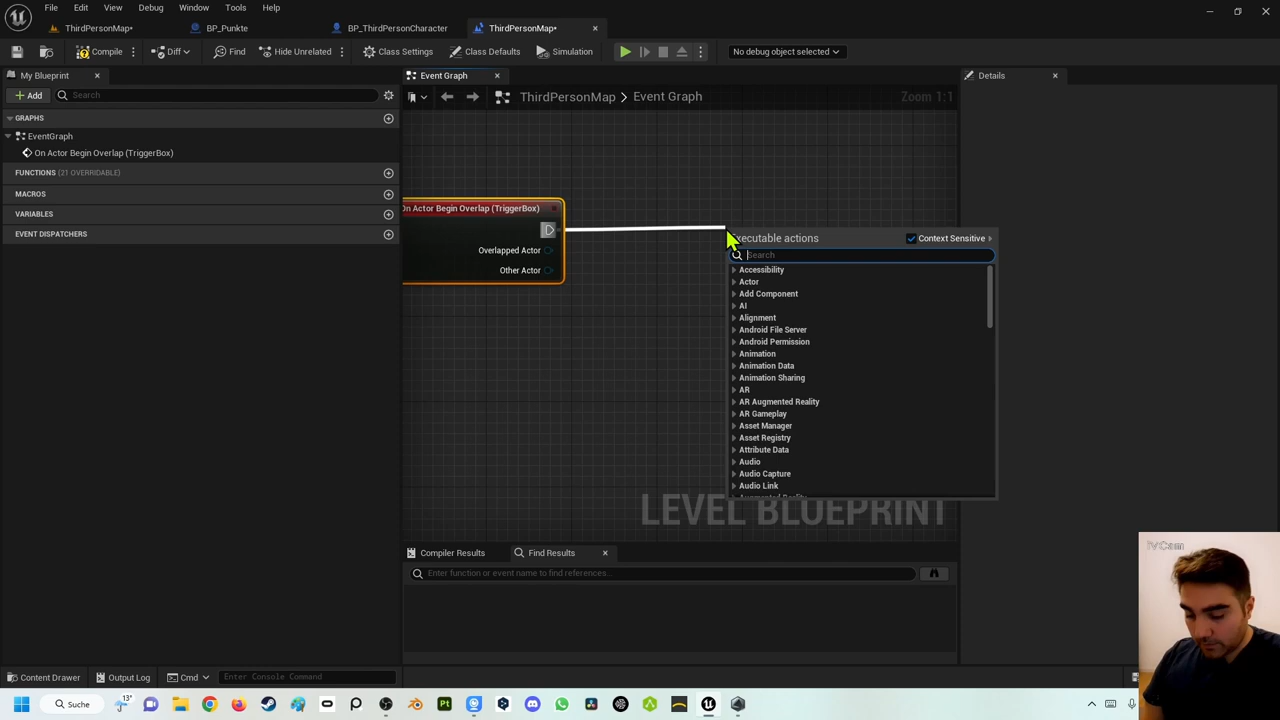 File Edit View Debug Window Tools Help
ThirdPersonMap•
BP_Punkte
BP_ThirdPersonCharacter
ThirdPersonMap•
Compile
Diff
Find
Hide Unrelated
Class Settings
Class Defaults
Simulation
No debug object selected
My Blueprint
Event Graph
Details
Add
Search
ThirdPersonMap > Event Graph
Zoom 1:1
GRAPHS
EventGraph
On Actor Begin Overlap (TriggerBox)
FUNCTIONS (21 OVERRIDABLE)
MACROS
VARIABLES
EVENT DISPATCHERS
On Actor Begin Overlap (TriggerBox)
Overlapped Actor
Other Actor
xecutable actions
Context Sensitive
Search
Accessibility
Actor
Add Component
AI
Alignment
Android File Server
Android Permission
Animation
Animation Data
Animation Sharing
AR
AR Augmented Reality
AR Gameplay
Asset Manager
Asset Registry
Attribute Data
Audio
Audio Capture
Audio Link
LEVEL BLUEPRINT
Compiler Results
Find Results
Enter function or event name to find references...
iVCam
Content Drawer
Output Log
Cmd
Enter Console Command
Suche
13°